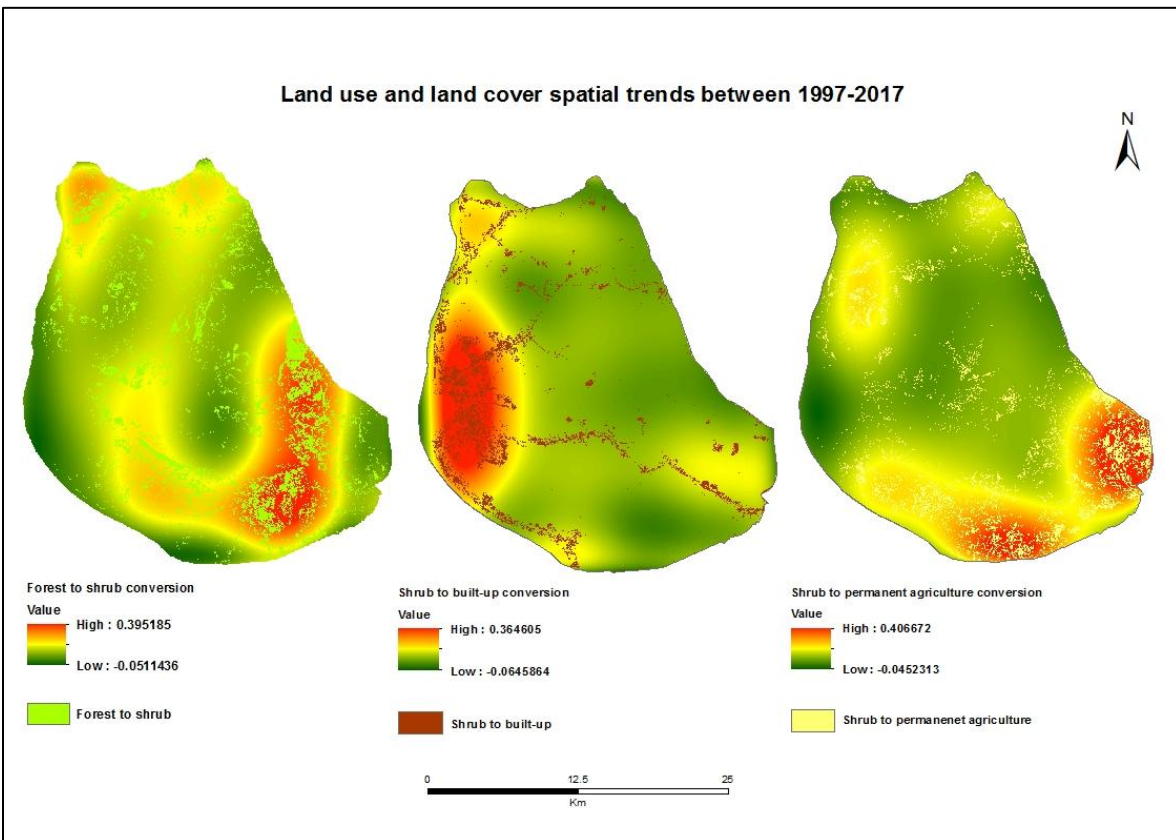 Land use and land cover spatial trends between 1997-2017
N
Forest to shrub conversion
Value
High : 0.395185
Low : -0.0511436
Forest to shrub
Shrub to built-up conversion
Value
High : 0.364605
Low : -0.0645864
Shrub to built-up
Shrub to permanent agriculture conversion
Value
High : 0.406672
Low : -0.0452313
Shrub to permanenet agriculture
0 12.5 25
Km